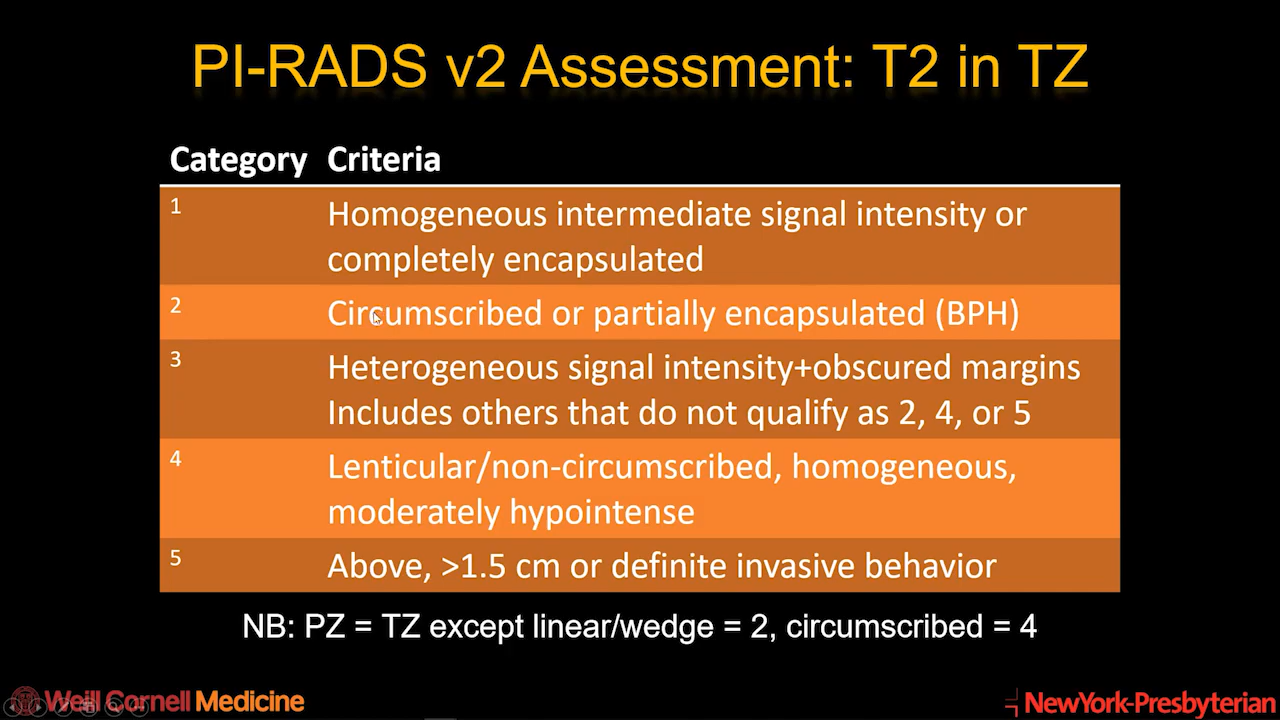 PI-RADS v2 Assessment: T2 in TZ
Category Criteria
1 Homogeneous intermediate signal intensity or
completely encapsulated
2 Circumscribed or partially encapsulated (BPH)
3 Heterogeneous signal intensity+obscured margins
Includes others that do not qualify as 2, 4, or 5
4 Lenticular/non-circumscribed, homogeneous,
moderately hypointense
5 Above, >1.5 cm or definite invasive behavior
NB: PZ = TZ except linear/wedge = 2, circumscribed = 4
Weill Cornell Medicine
NewYork-Presbyterian